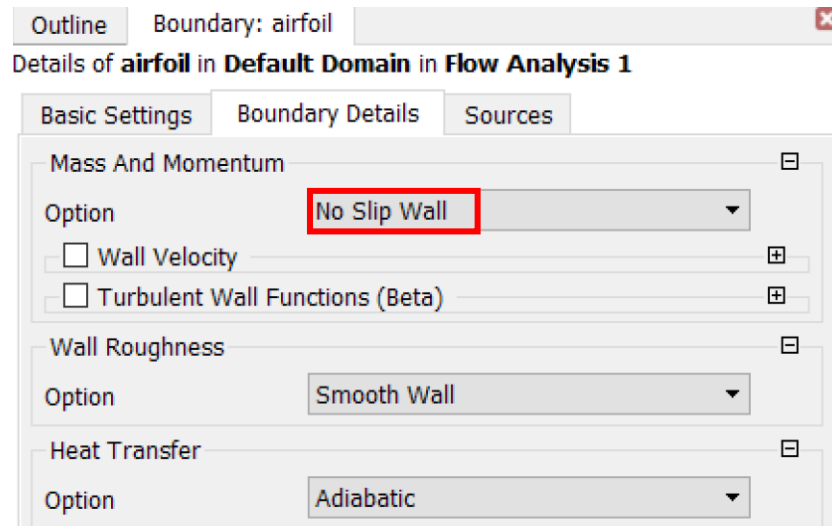 Outline Boundary: airfoil
Details of airfoil in Default Domain in Flow Analysis 1
Basic Settings Boundary Details Sources
Mass And Momentum
Option No Slip Wall
Wall Velocity
Turbulent Wall Functions (Beta)
Wall Roughness
Option Smooth Wall
Heat Transfer
Option Adiabatic